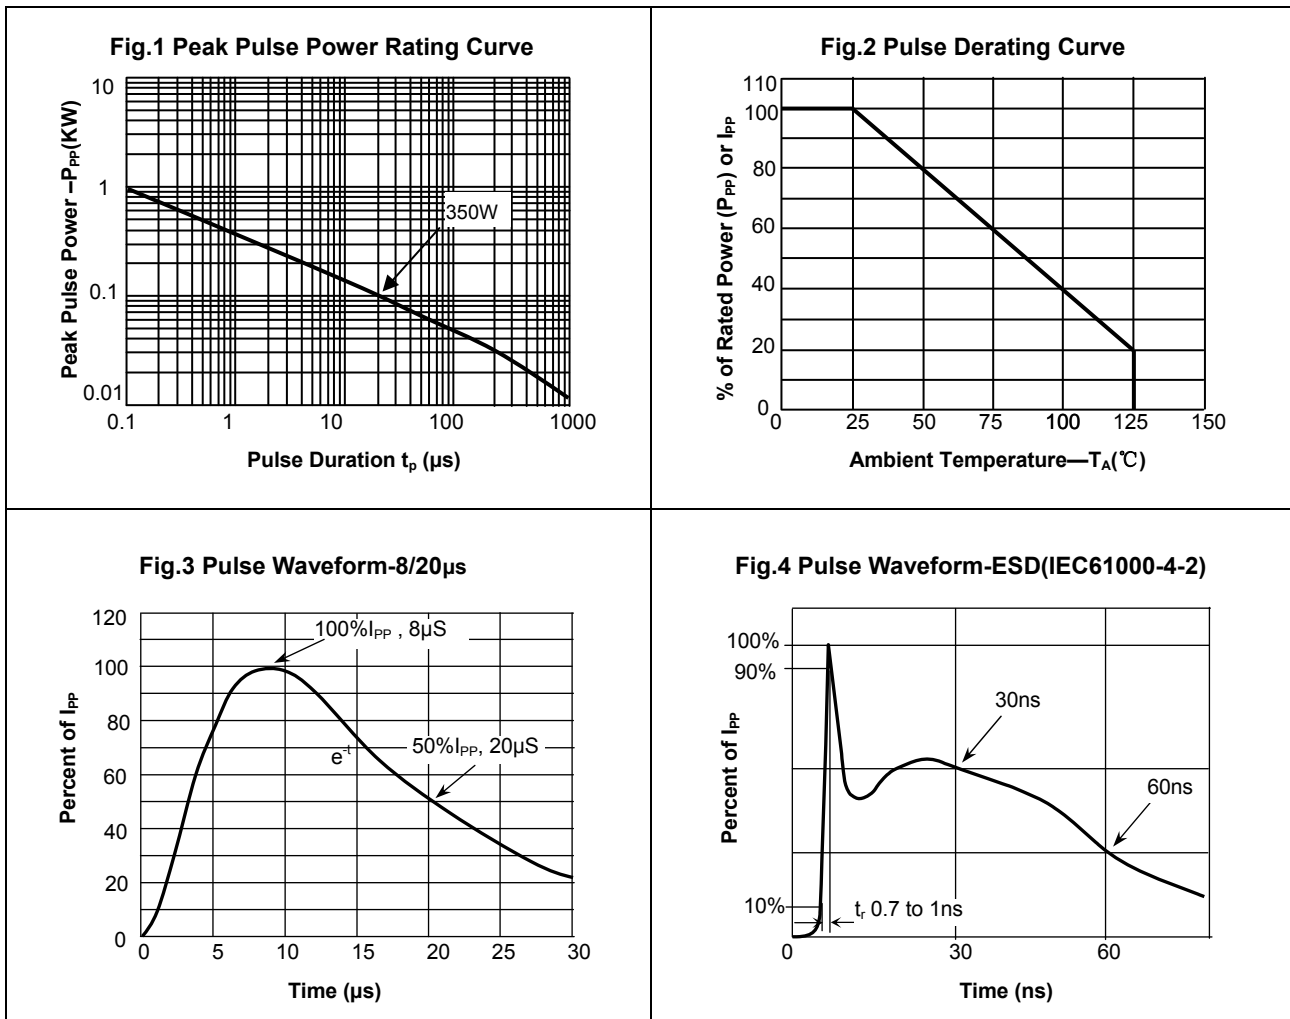 Fig.1 Peak Pulse Power Rating Curve
Peak Pulse Power –PPP(KW)
10
1
0.1
0.01
350W
0.1 1 10 100 1000
Pulse Duration tp (µs)
Fig.2 Pulse Derating Curve
% of Rated Power (PPP) or IPP
110
100
80
60
40
20
0
0 25 50 75 100 125 150
Ambient Temperature—TA(℃)
Fig.3 Pulse Waveform-8/20µs
Percent of IPP
120
100
80
60
40
20
0
100%IPP , 8µS
e-t
50%IPP, 20µS
0 5 10 15 20 25 30
Time (µs)
Fig.4 Pulse Waveform-ESD(IEC61000-4-2)
Percent of IPP
100%
90%
10%
30ns
60ns
tr 0.7 to 1ns
0 30 60
Time (ns)